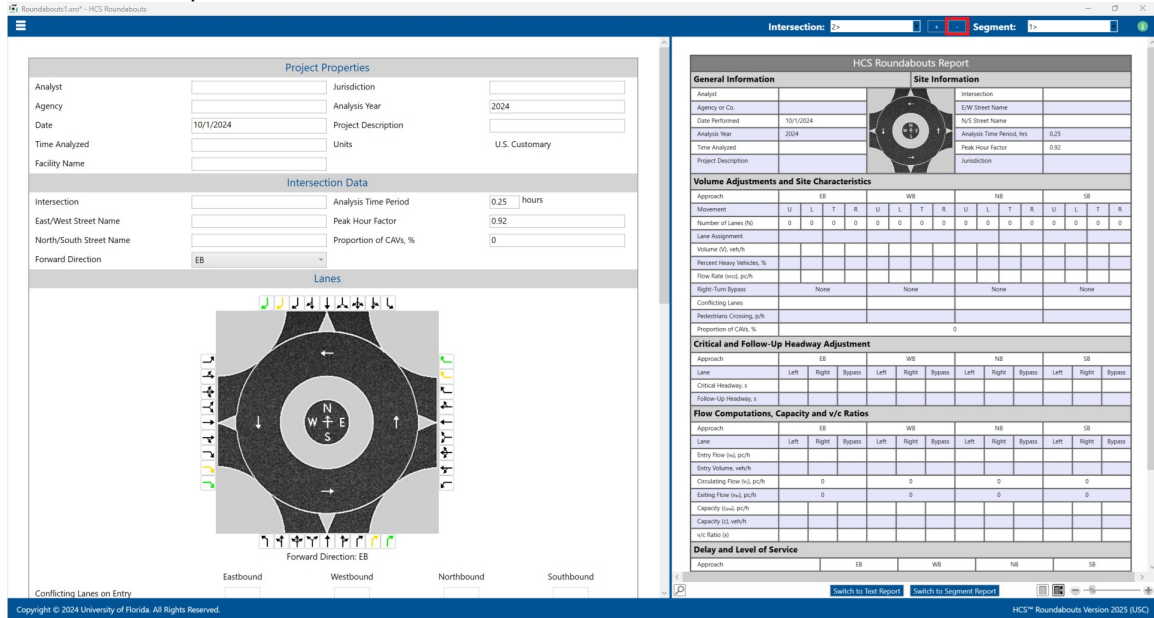 Roundabouts1.xro* - HCS Roundabouts
Intersection: 2> + - Segment: 1>
Project Properties
Analyst Jurisdiction
Agency Analysis Year 2024
Date 10/1/2024 Project Description
Time Analyzed Units U.S. Customary
Facility Name
Intersection Data
Intersection Analysis Time Period 0.25 hours
East/West Street Name Peak Hour Factor 0.92
North/South Street Name Proportion of CAVs, % 0
Forward Direction EB
Lanes
N
W E
S
Forward Direction: EB
Eastbound Westbound Northbound Southbound
Conflicting Lanes on Entry
HCS Roundabouts Report
General Information Site Information
Analyst Intersection
Agency or Co. E/W Street Name
Date Performed 10/1/2024 N/S Street Name
Analysis Year 2024 Analysis Time Period, hrs 0.25
Time Analyzed Peak Hour Factor 0.92
Project Description Jurisdiction
Volume Adjustments and Site Characteristics
Approach EB WB NB SB
Movement U L T R U L T R U L T R U L T R
Number of Lanes (N) 0 0 0 0 0 0 0 0 0 0 0 0 0 0 0 0
Lane Assignment
Volume (V), veh/h
Percent Heavy Vehicles, %
Flow Rate (vPCE), pc/h
Right-Turn Bypass None None None None
Conflicting Lanes
Pedestrians Crossing, p/h
Proportion of CAVs, % 0
Critical and Follow-Up Headway Adjustment
Approach EB WB NB SB
Lane Left Right Bypass Left Right Bypass Left Right Bypass Left Right Bypass
Critical Headway, s
Follow-Up Headway, s
Flow Computations, Capacity and v/c Ratios
Approach EB WB NB SB
Lane Left Right Bypass Left Right Bypass Left Right Bypass Left Right Bypass
Entry Flow (ve), pc/h
Entry Volume, veh/h
Circulating Flow (vc), pc/h 0 0 0 0
Exiting Flow (vex), pc/h 0 0 0 0
Capacity (cpce), pc/h
Capacity (c), veh/h
v/c Ratio (x)
Delay and Level of Service
Approach EB WB NB SB
Switch to Text Report Switch to Segment Report
Copyright © 2024 University of Florida. All Rights Reserved. HCS™ Roundabouts Version 2025 (USC)